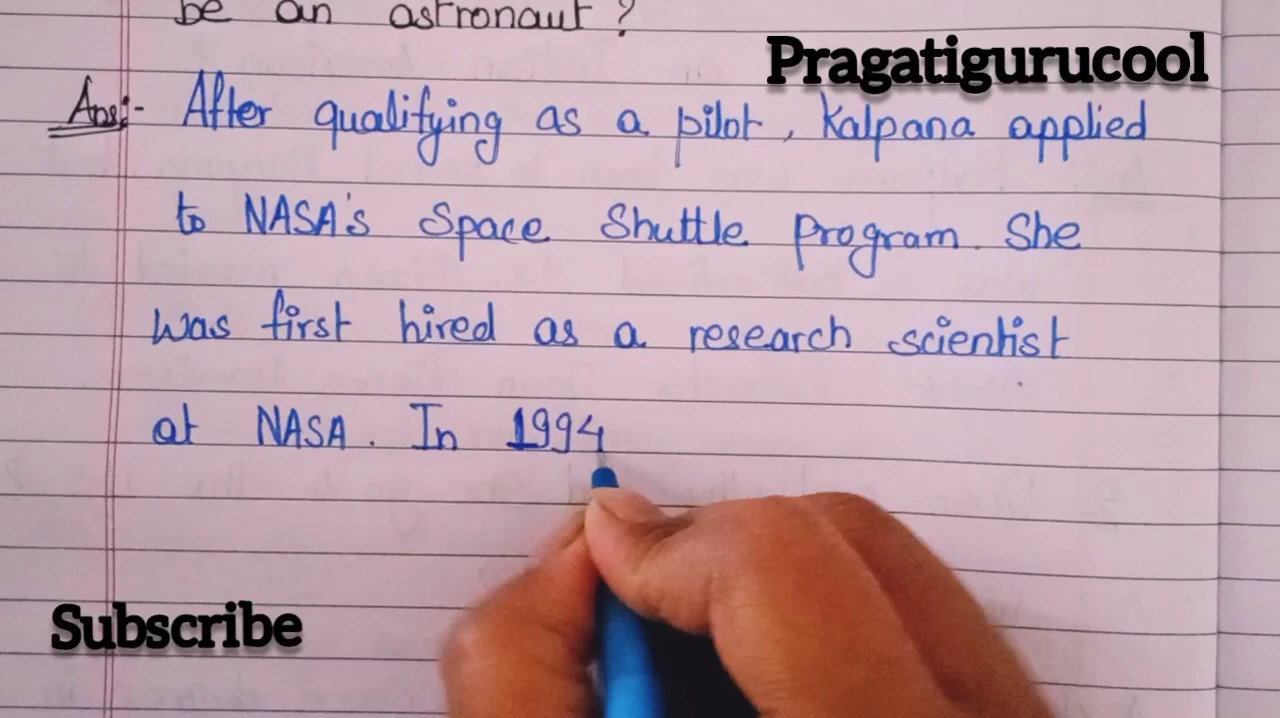 be an astronaut?
Pragatigurucool
Ans:- After qualifying as a pilot, Kalpana applied
to NASA's Space Shuttle program. She
was first hired as a research scientist
at NASA. In 1994
Subscribe